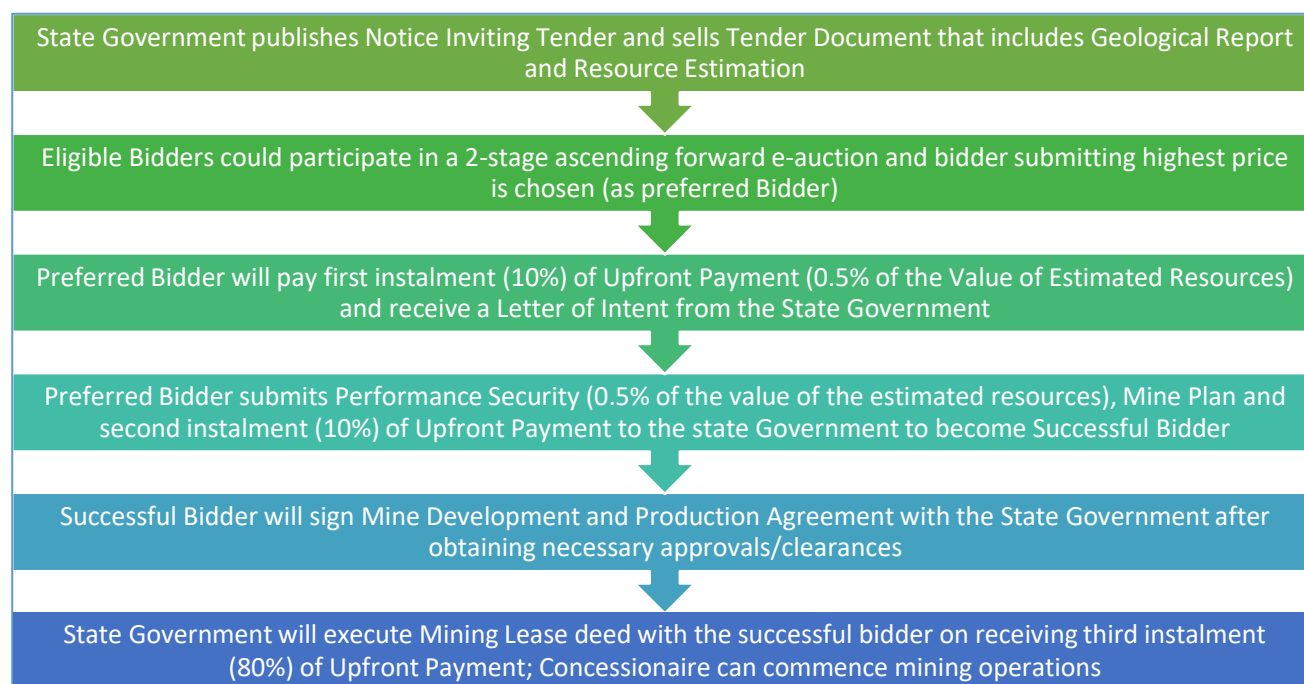 State Government publishes Notice Inviting Tender and sells Tender Document that includes Geological Report
and Resource Estimation
Eligible Bidders could participate in a 2-stage ascending forward e-auction and bidder submitting highest price
is chosen (as preferred Bidder)
Preferred Bidder will pay first instalment (10%) of Upfront Payment (0.5% of the Value of Estimated Resources)
and receive a Letter of Intent from the State Government
Preferred Bidder submits Performance Security (0.5% of the value of the estimated resources), Mine Plan and
second instalment (10%) of Upfront Payment to the state Government to become Successful Bidder
Successful Bidder will sign Mine Development and Production Agreement with the State Government after
obtaining necessary approvals/clearances
State Government will execute Mining Lease deed with the successful bidder on receiving third instalment
(80%) of Upfront Payment; Concessionaire can commence mining operations